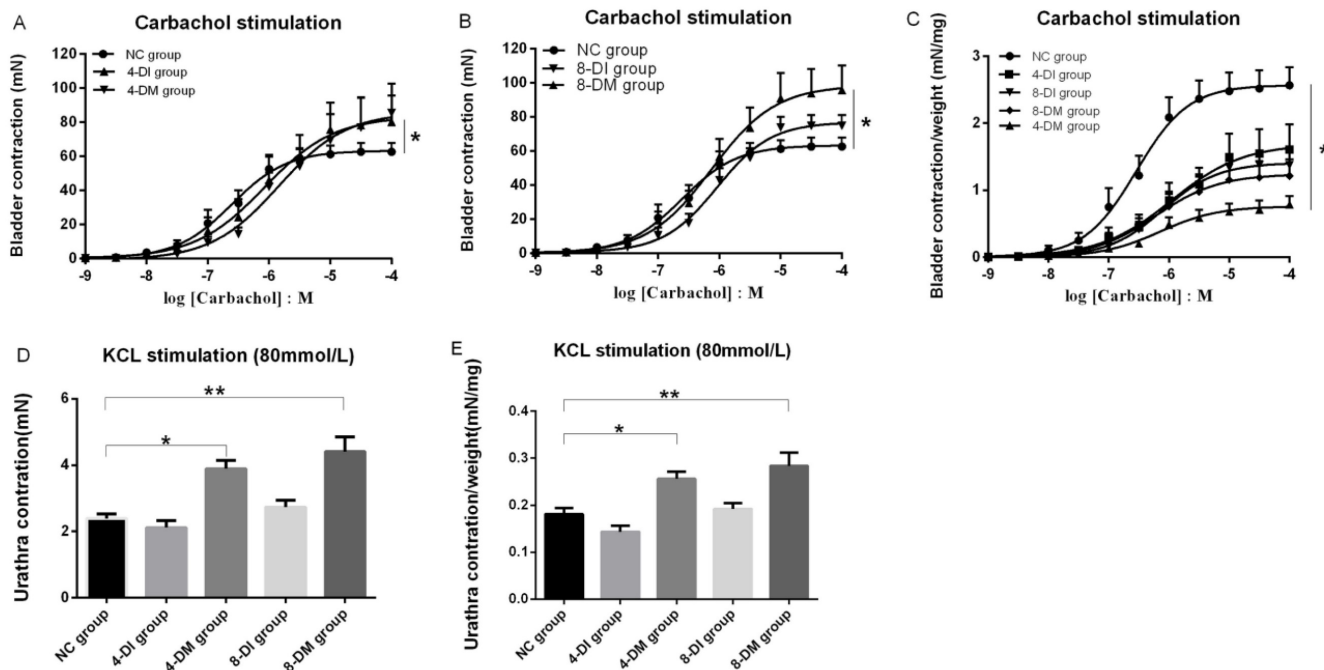 A
Carbachol stimulation
Bladder contraction (mN)
120
100
80
60
40
20
0
NC group
4-DI group
4-DM group
*
-9
-8
-7
-6
-5
-4
log [Carbachol] : M
B
Carbachol stimulation
Bladder contraction (mN)
120
100
80
60
40
20
0
NC group
8-DI group
8-DM group
*
-9
-8
-7
-6
-5
-4
log [Carbachol] : M
C
Carbachol stimulation
Bladder contraction/weight (mN/mg)
3
2
1
0
NC group
4-DI group
8-DI group
8-DM group
4-DM group
*
-9
-8
-7
-6
-5
-4
log [Carbachol] : M
D
KCL stimulation (80mmol/L)
Urathra contration(mN)
6
4
2
0
**
*
NC group
4-DI group
4-DM group
8-DI group
8-DM group
E
KCL stimulation (80mmol/L)
Urathra contration/weight(mN/mg)
0.4
0.3
0.2
0.1
0.0
**
*
NC group
4-DI group
4-DM group
8-DI group
8-DM group